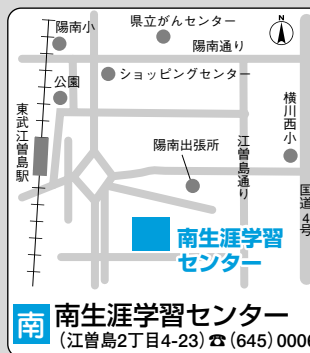 県立がんセンター
陽南小
N
陽南通り
ショッピングセンター
公園
東武江曽島駅
横川西小
陽南出張所
江曽島通り
国道4号
南生涯学習
センター
南 南生涯学習センター
(江曽島2丁目4-23)☎(645)0006